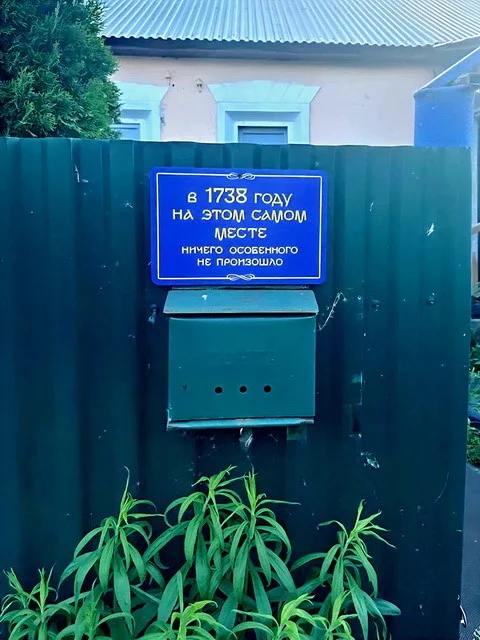 В 1738 ГОДУ
НА ЭТОМ САМОМ
МЕСТЕ
НИЧЕГО ОСОБЕННОГО
НЕ ПРОИЗОШЛО